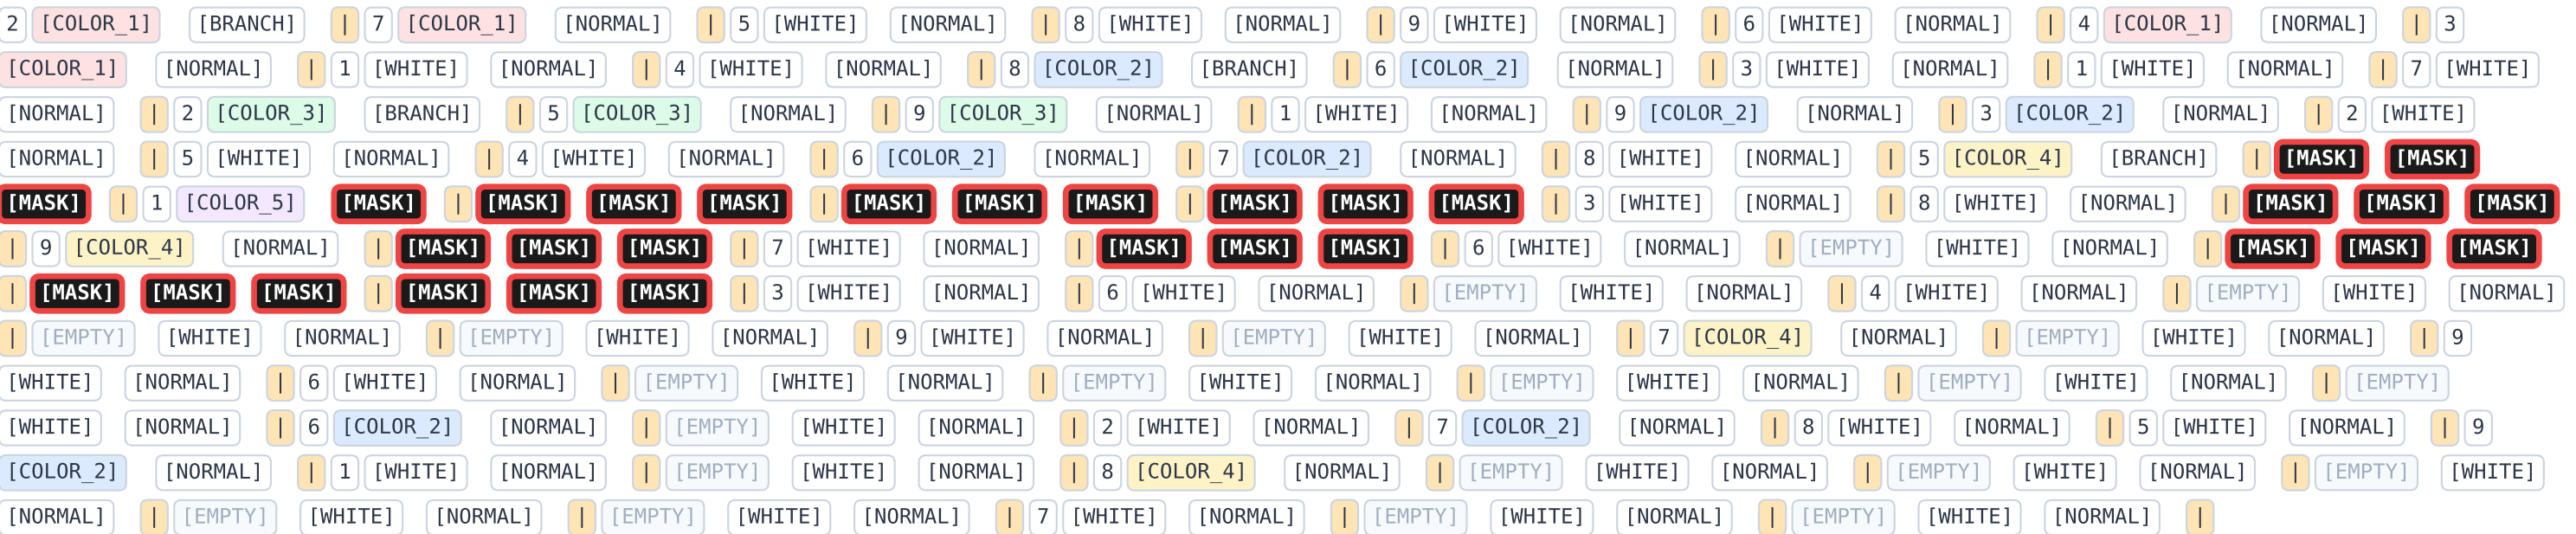 2 [COLOR_1] [BRANCH] | 7 [COLOR_1] [NORMAL] | 5 [WHITE] [NORMAL] | 8 [WHITE] [NORMAL] | 9 [WHITE] [NORMAL] | 6 [WHITE] [NORMAL] | 4 [COLOR_1] [NORMAL] | 3
[COLOR_1] [NORMAL] | 1 [WHITE] [NORMAL] | 4 [WHITE] [NORMAL] | 8 [COLOR_2] [BRANCH] | 6 [COLOR_2] [NORMAL] | 3 [WHITE] [NORMAL] | 1 [WHITE] [NORMAL] | 7 [WHITE]
[NORMAL] | 2 [COLOR_3] [BRANCH] | 5 [COLOR_3] [NORMAL] | 9 [COLOR_3] [NORMAL] | 1 [WHITE] [NORMAL] | 9 [COLOR_2] [NORMAL] | 3 [COLOR_2] [NORMAL] | 2 [WHITE]
[NORMAL] | 5 [WHITE] [NORMAL] | 4 [WHITE] [NORMAL] | 6 [COLOR_2] [NORMAL] | 7 [COLOR_2] [NORMAL] | 8 [WHITE] [NORMAL] | 5 [COLOR_4] [BRANCH] | [MASK] [MASK]
[MASK] | 1 [COLOR_5] [MASK] | [MASK] [MASK] [MASK] | [MASK] [MASK] [MASK] | [MASK] [MASK] [MASK] | 3 [WHITE] [NORMAL] | 8 [WHITE] [NORMAL] | [MASK] [MASK] [MASK]
| 9 [COLOR_4] [NORMAL] | [MASK] [MASK] [MASK] | 7 [WHITE] [NORMAL] | [MASK] [MASK] [MASK] | 6 [WHITE] [NORMAL] | [EMPTY] [WHITE] [NORMAL] | [MASK] [MASK] [MASK]
| [MASK] [MASK] [MASK] | [MASK] [MASK] [MASK] | 3 [WHITE] [NORMAL] | 6 [WHITE] [NORMAL] | [EMPTY] [WHITE] [NORMAL] | 4 [WHITE] [NORMAL] | [EMPTY] [WHITE] [NORMAL]
| [EMPTY] [WHITE] [NORMAL] | [EMPTY] [WHITE] [NORMAL] | 9 [WHITE] [NORMAL] | [EMPTY] [WHITE] [NORMAL] | 7 [COLOR_4] [NORMAL] | [EMPTY] [WHITE] [NORMAL] | 9
[WHITE] [NORMAL] | 6 [WHITE] [NORMAL] | [EMPTY] [WHITE] [NORMAL] | [EMPTY] [WHITE] [NORMAL] | [EMPTY] [WHITE] [NORMAL] | [EMPTY] [WHITE] [NORMAL] | [EMPTY]
[WHITE] [NORMAL] | 6 [COLOR_2] [NORMAL] | [EMPTY] [WHITE] [NORMAL] | 2 [WHITE] [NORMAL] | 7 [COLOR_2] [NORMAL] | 8 [WHITE] [NORMAL] | 5 [WHITE] [NORMAL] | 9
[COLOR_2] [NORMAL] | 1 [WHITE] [NORMAL] | [EMPTY] [WHITE] [NORMAL] | 8 [COLOR_4] [NORMAL] | [EMPTY] [WHITE] [NORMAL] | [EMPTY] [WHITE] [NORMAL] | [EMPTY] [WHITE]
[NORMAL] | [EMPTY] [WHITE] [NORMAL] | [EMPTY] [WHITE] [NORMAL] | 7 [WHITE] [NORMAL] | [EMPTY] [WHITE] [NORMAL] | [EMPTY] [WHITE] [NORMAL] |